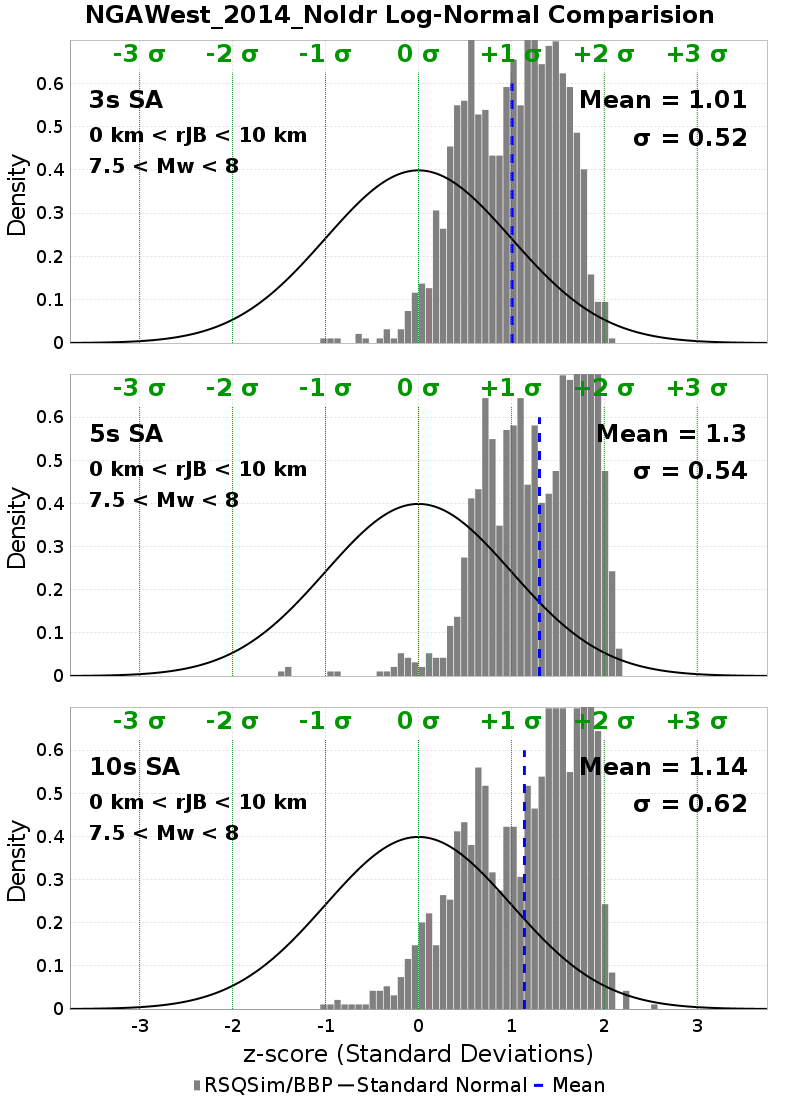 NGAWest_2014_NoIdr Log-Normal Comparision
-3 σ -2 σ -1 σ 0 σ +1 σ +2 σ +3 σ
3s SA
Mean = 1.01
0 km < rJB < 10 km
σ = 0.52
7.5 < Mw < 8
Density
0.6
0.5
0.4
0.3
0.2
0.1
0
-3 σ -2 σ -1 σ 0 σ +1 σ +2 σ +3 σ
5s SA
Mean = 1.3
0 km < rJB < 10 km
σ = 0.54
7.5 < Mw < 8
Density
0.6
0.5
0.4
0.3
0.2
0.1
0
-3 σ -2 σ -1 σ 0 σ +1 σ +2 σ +3 σ
10s SA
Mean = 1.14
0 km < rJB < 10 km
σ = 0.62
7.5 < Mw < 8
Density
0.6
0.5
0.4
0.3
0.2
0.1
0
-3 -2 -1 0 1 2 3
z-score (Standard Deviations)
RSQSim/BBP Standard Normal Mean